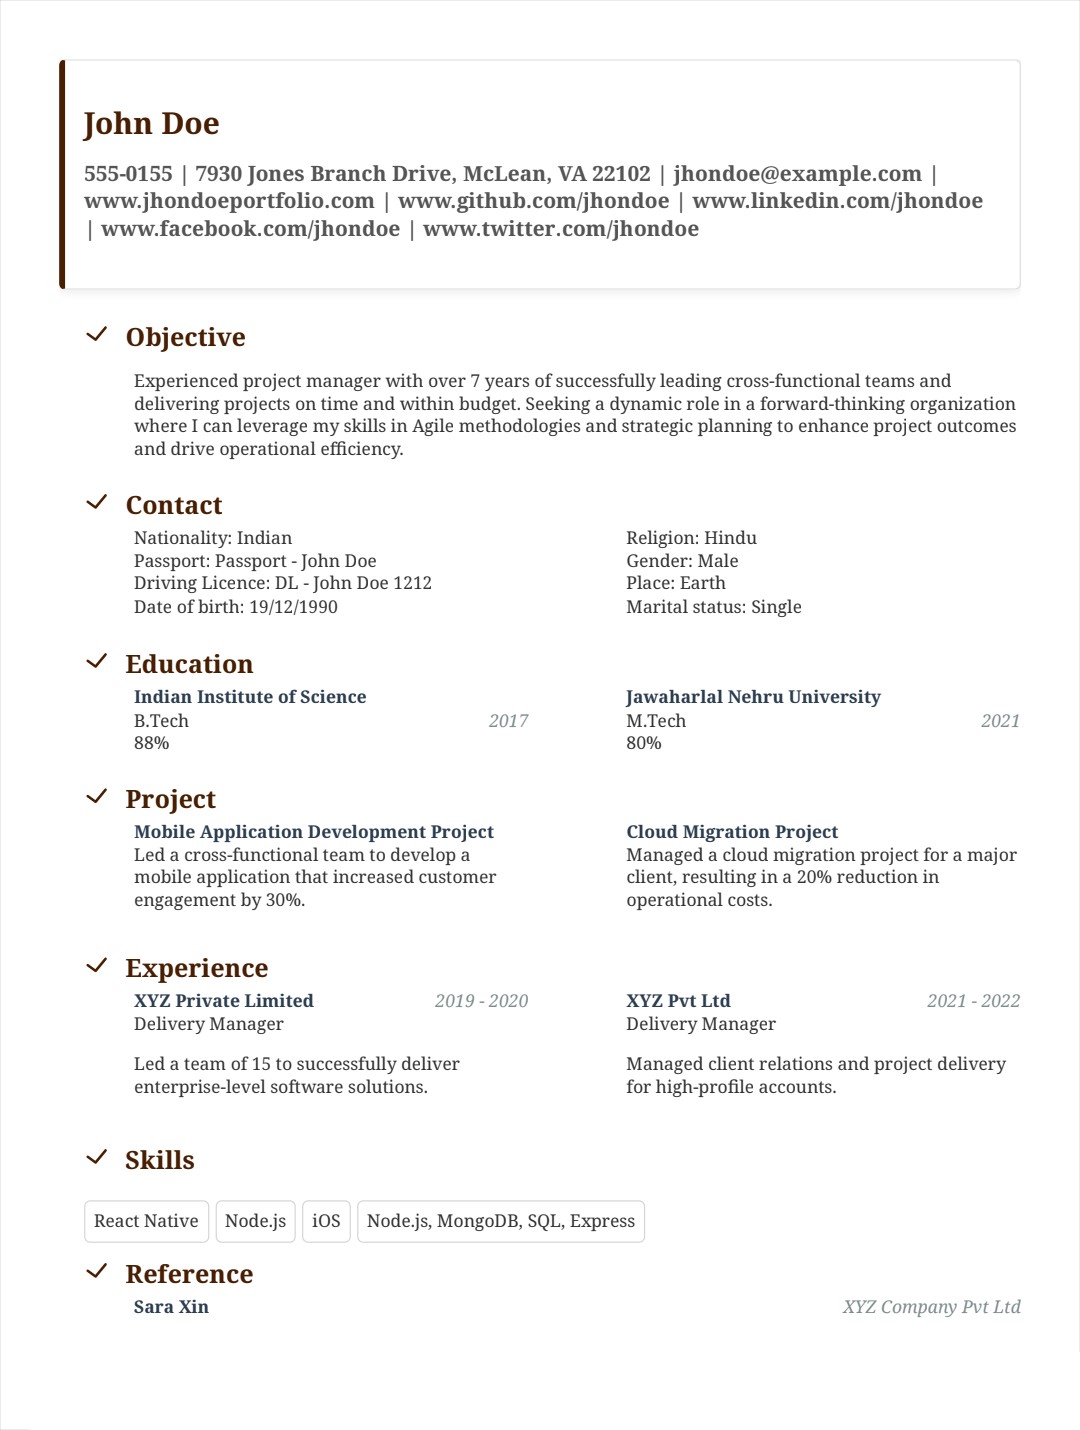 John Doe
555-0155 | 7930 Jones Branch Drive, McLean, VA 22102 | jhondoe@example.com |
www.jhondoeportfolio.com | www.github.com/jhondoe | www.linkedin.com/jhondoe
| www.facebook.com/jhondoe | www.twitter.com/jhondoe
Objective
Experienced project manager with over 7 years of successfully leading cross-functional teams and
delivering projects on time and within budget. Seeking a dynamic role in a forward-thinking organization
where I can leverage my skills in Agile methodologies and strategic planning to enhance project outcomes
and drive operational efficiency.
Contact
Nationality: Indian
Passport: Passport - John Doe
Driving Licence: DL - John Doe 1212
Date of birth: 19/12/1990
Religion: Hindu
Gender: Male
Place: Earth
Marital status: Single
Education
Indian Institute of Science
B.Tech 2017
88%
Jawaharlal Nehru University
M.Tech 2021
80%
Project
Mobile Application Development Project
Led a cross-functional team to develop a
mobile application that increased customer
engagement by 30%.
Cloud Migration Project
Managed a cloud migration project for a major
client, resulting in a 20% reduction in
operational costs.
Experience
XYZ Private Limited 2019 - 2020
Delivery Manager
Led a team of 15 to successfully deliver
enterprise-level software solutions.
XYZ Pvt Ltd 2021 - 2022
Delivery Manager
Managed client relations and project delivery
for high-profile accounts.
Skills
React Native Node.js iOS Node.js, MongoDB, SQL, Express
Reference
Sara Xin XYZ Company Pvt Ltd